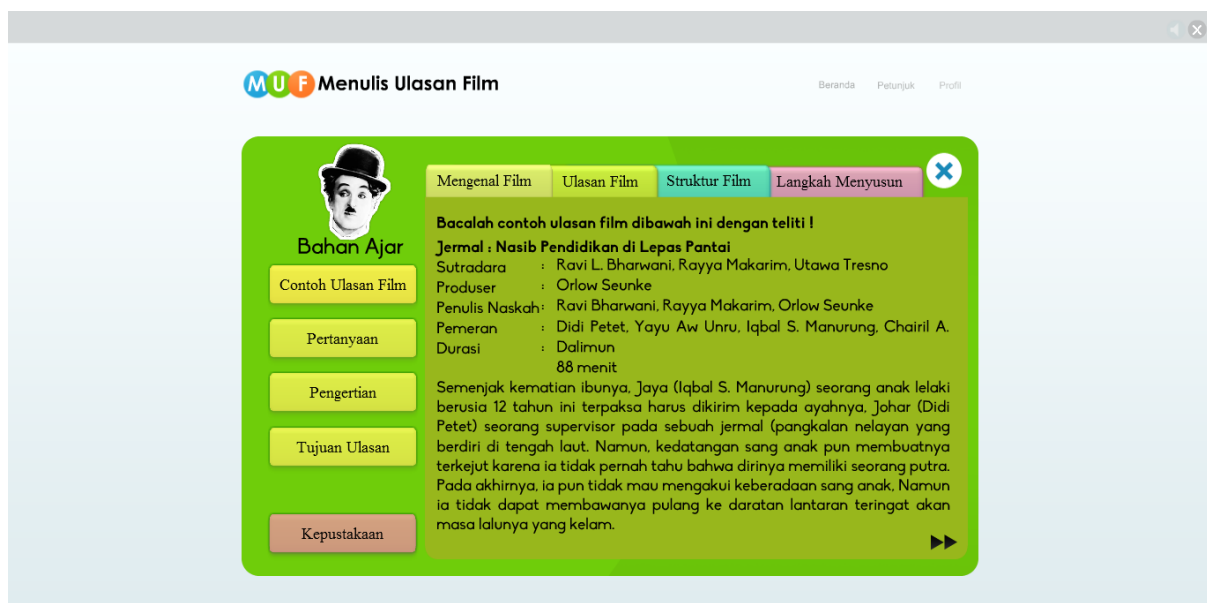 MUF Menulis Ulasan Film
Beranda Petunjuk Profil
Bahan Ajar
Contoh Ulasan Film
Pertanyaan
Pengertian
Tujuan Ulasan
Kepustakaan
Mengenal Film Ulasan Film Struktur Film Langkah Menyusun
Bacalah contoh ulasan film dibawah ini dengan teliti !
Jermal : Nasib Pendidikan di Lepas Pantai
Sutradara : Ravi L. Bharwani, Rayya Makarim, Utawa Tresno
Produser : Orlow Seunke
Penulis Naskah : Ravi Bharwani, Rayya Makarim, Orlow Seunke
Pemeran : Didi Petet, Yayu Aw Unru, Iqbal S. Manurung, Chairil A.
Durasi : Dalimun
88 menit
Semenjak kematian ibunya, Jaya (Iqbal S. Manurung) seorang anak lelaki
berusia 12 tahun ini terpaksa harus dikirim kepada ayahnya, Johar (Didi
Petet) seorang supervisor pada sebuah jermal (pangkalan nelayan yang
berdiri di tengah laut. Namun, kedatangan sang anak pun membuatnya
terkejut karena ia tidak pernah tahu bahwa dirinya memiliki seorang putra.
Pada akhirnya, ia pun tidak mau mengakui keberadaan sang anak, Namun
ia tidak dapat membawanya pulang ke daratan lantaran teringat akan
masa lalunya yang kelam.